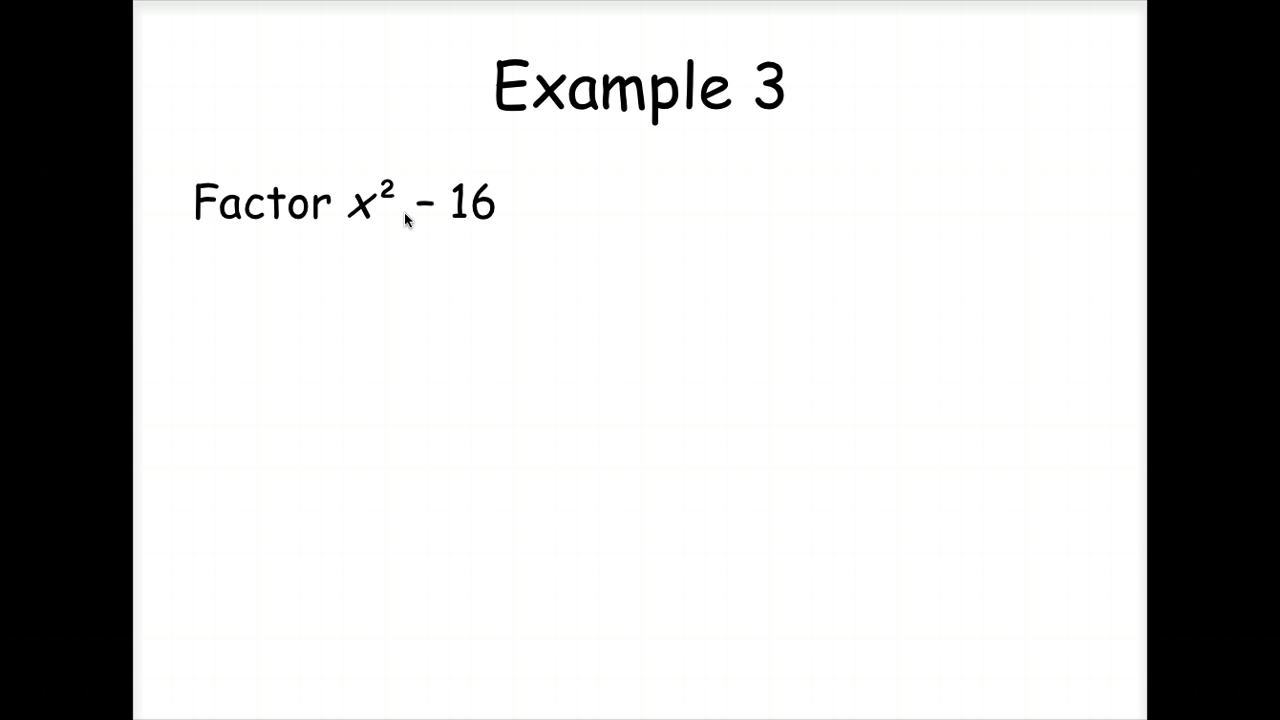 Example 3
Factor x² – 16